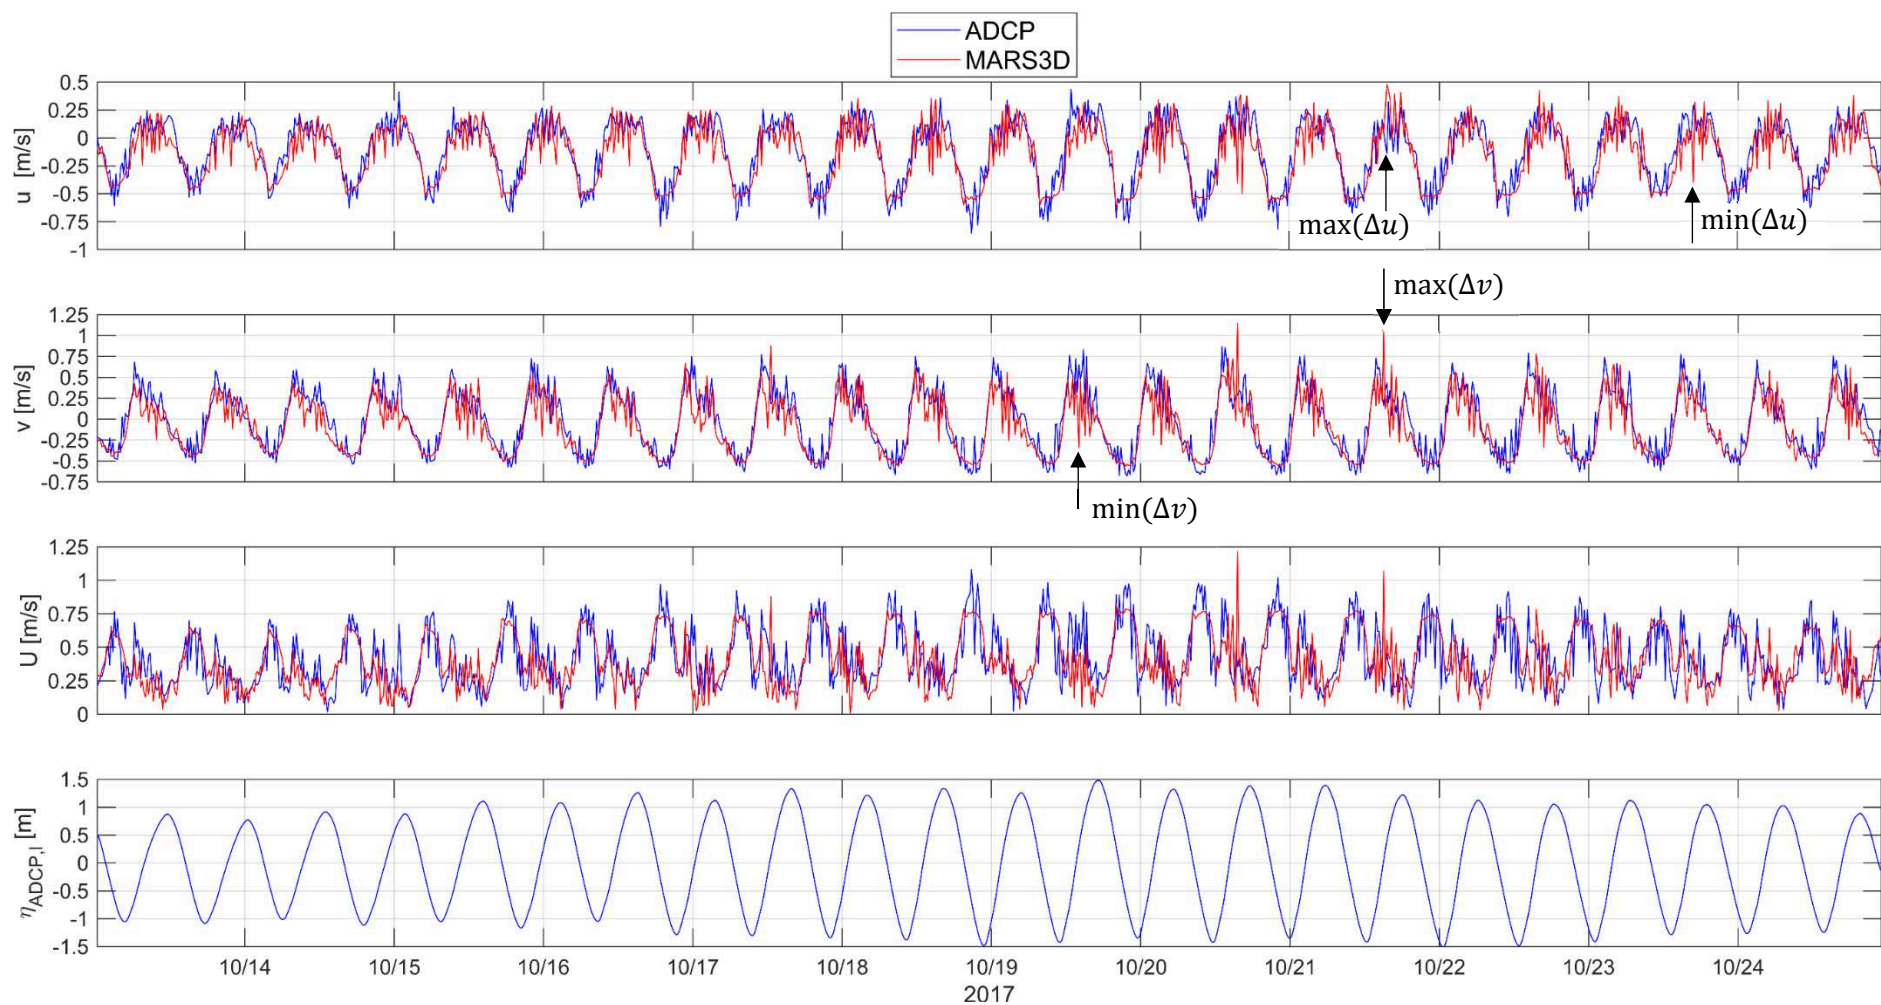 ADCP
MARS3D
0.5
0.25
0
-0.25
-0.5
-0.75
-1
u [m/s]
max(Δu)
min(Δu)
max(Δv)
1.25
1
0.75
0.5
0.25
0
-0.25
-0.5
-0.75
v [m/s]
min(Δv)
1.25
1
0.75
0.5
0.25
0
U [m/s]
1.5
1
0.5
0
-0.5
-1
-1.5
η_ADCP,l [m]
10/14 10/15 10/16 10/17 10/18 10/19 10/20 10/21 10/22 10/23 10/24
2017